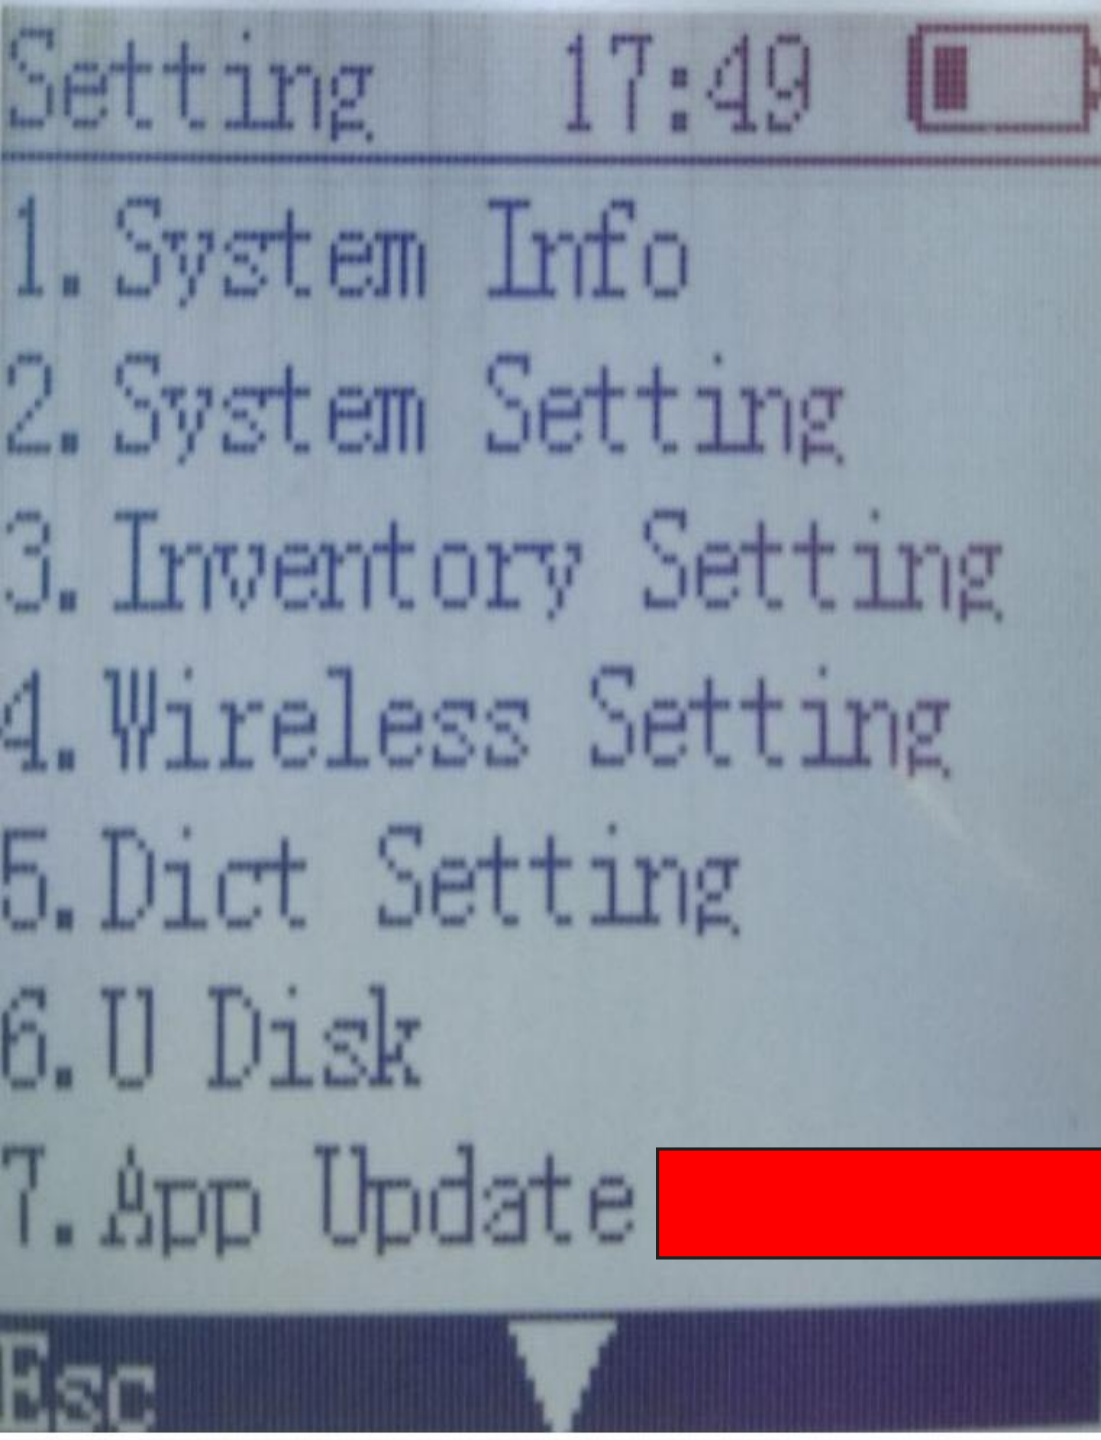 Setting 17:49
1.System Info
2.System Setting
3.Inventory Setting
4.Wireless Setting
5.Dict Setting
6.U Disk
7.App Update
Esc